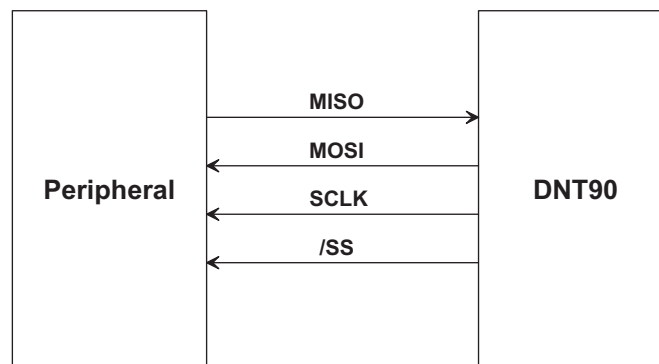 MISO
MOSI
Peripheral
DNT90
SCLK
/SS